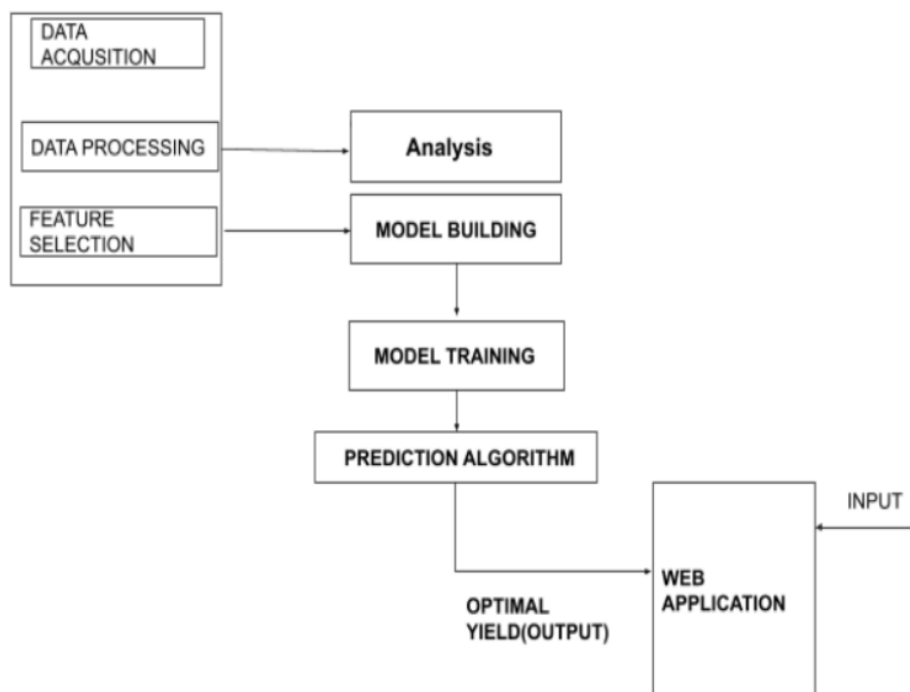 DATA
ACQUSITION
DATA PROCESSING
Analysis
FEATURE
SELECTION
MODEL BUILDING
MODEL TRAINING
PREDICTION ALGORITHM
INPUT
WEB
APPLICATION
OPTIMAL
YIELD(OUTPUT)